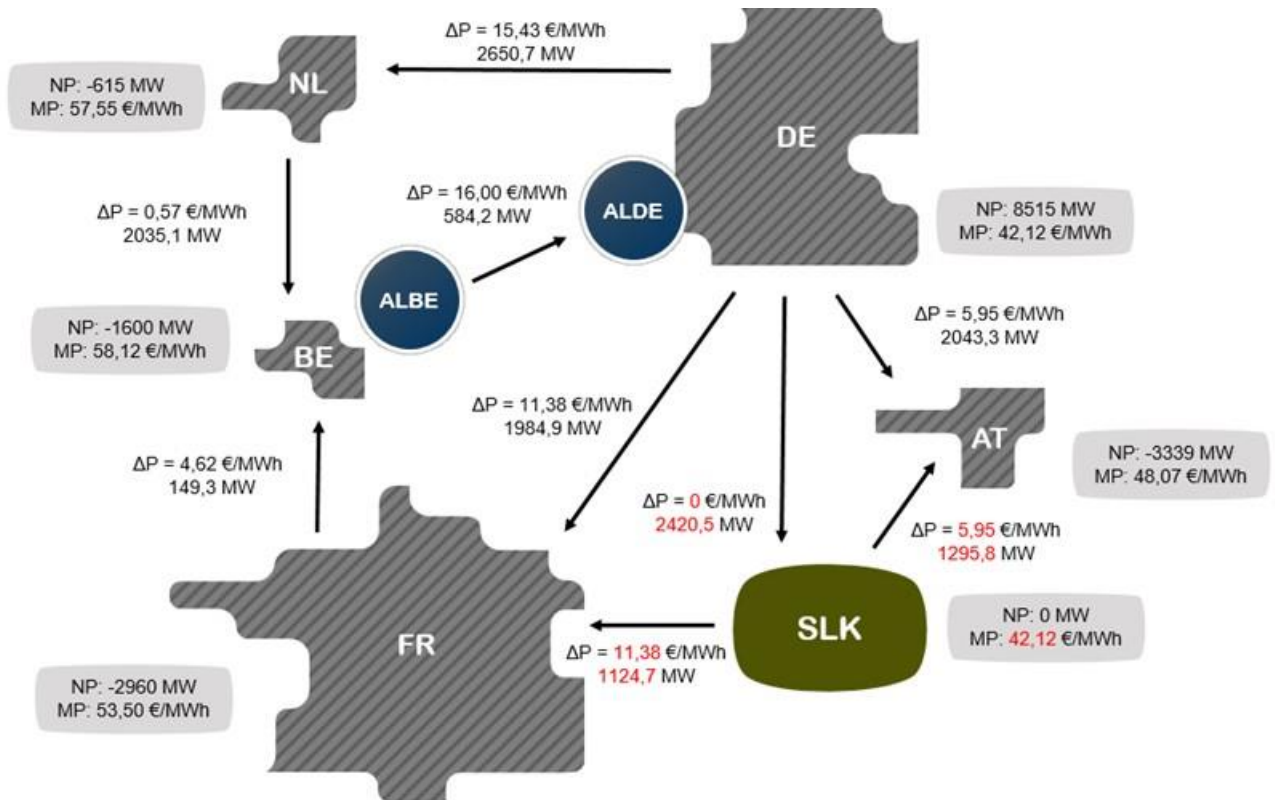 ΔP = 15,43 €/MWh
2650,7 MW
NL
NP: -615 MW
MP: 57,55 €/MWh
DE
ΔP = 16,00 €/MWh
584,2 MW
ALDE
NP: 8515 MW
MP: 42,12 €/MWh
ΔP = 0,57 €/MWh
2035,1 MW
ALBE
NP: -1600 MW
MP: 58,12 €/MWh
BE
ΔP = 5,95 €/MWh
2043,3 MW
ΔP = 11,38 €/MWh
1984,9 MW
AT
NP: -3339 MW
MP: 48,07 €/MWh
ΔP = 4,62 €/MWh
149,3 MW
ΔP = 0 €/MWh
2420,5 MW
ΔP = 5,95 €/MWh
1295,8 MW
SLK
NP: 0 MW
MP: 42,12 €/MWh
FR
ΔP = 11,38 €/MWh
1124,7 MW
NP: -2960 MW
MP: 53,50 €/MWh